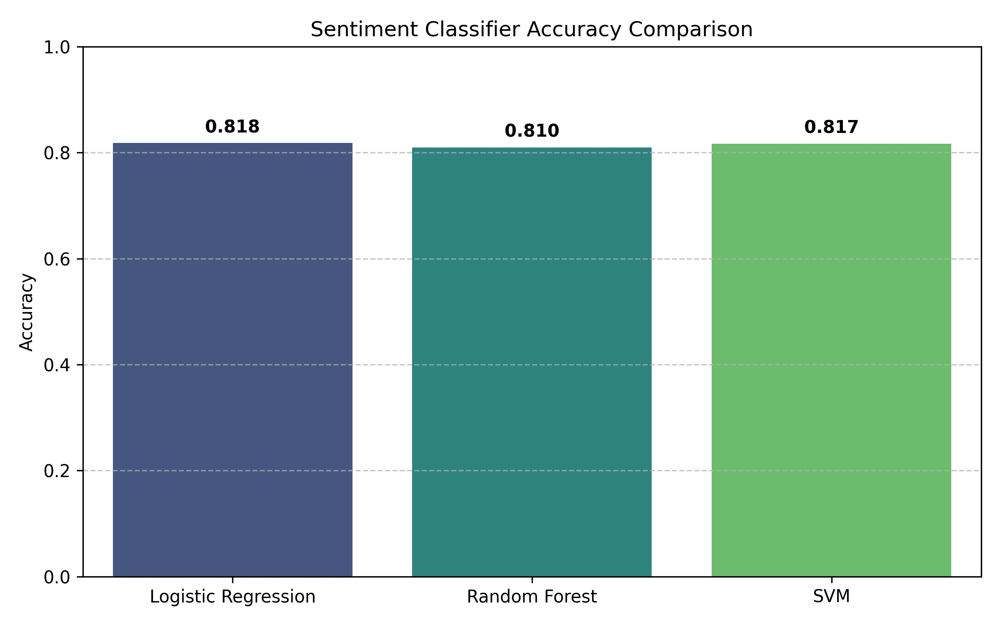 Sentiment Classifier Accuracy Comparison
1.0
0.8
0.6
0.4
0.2
0.0
Accuracy
0.818
0.810
0.817
Logistic Regression
Random Forest
SVM